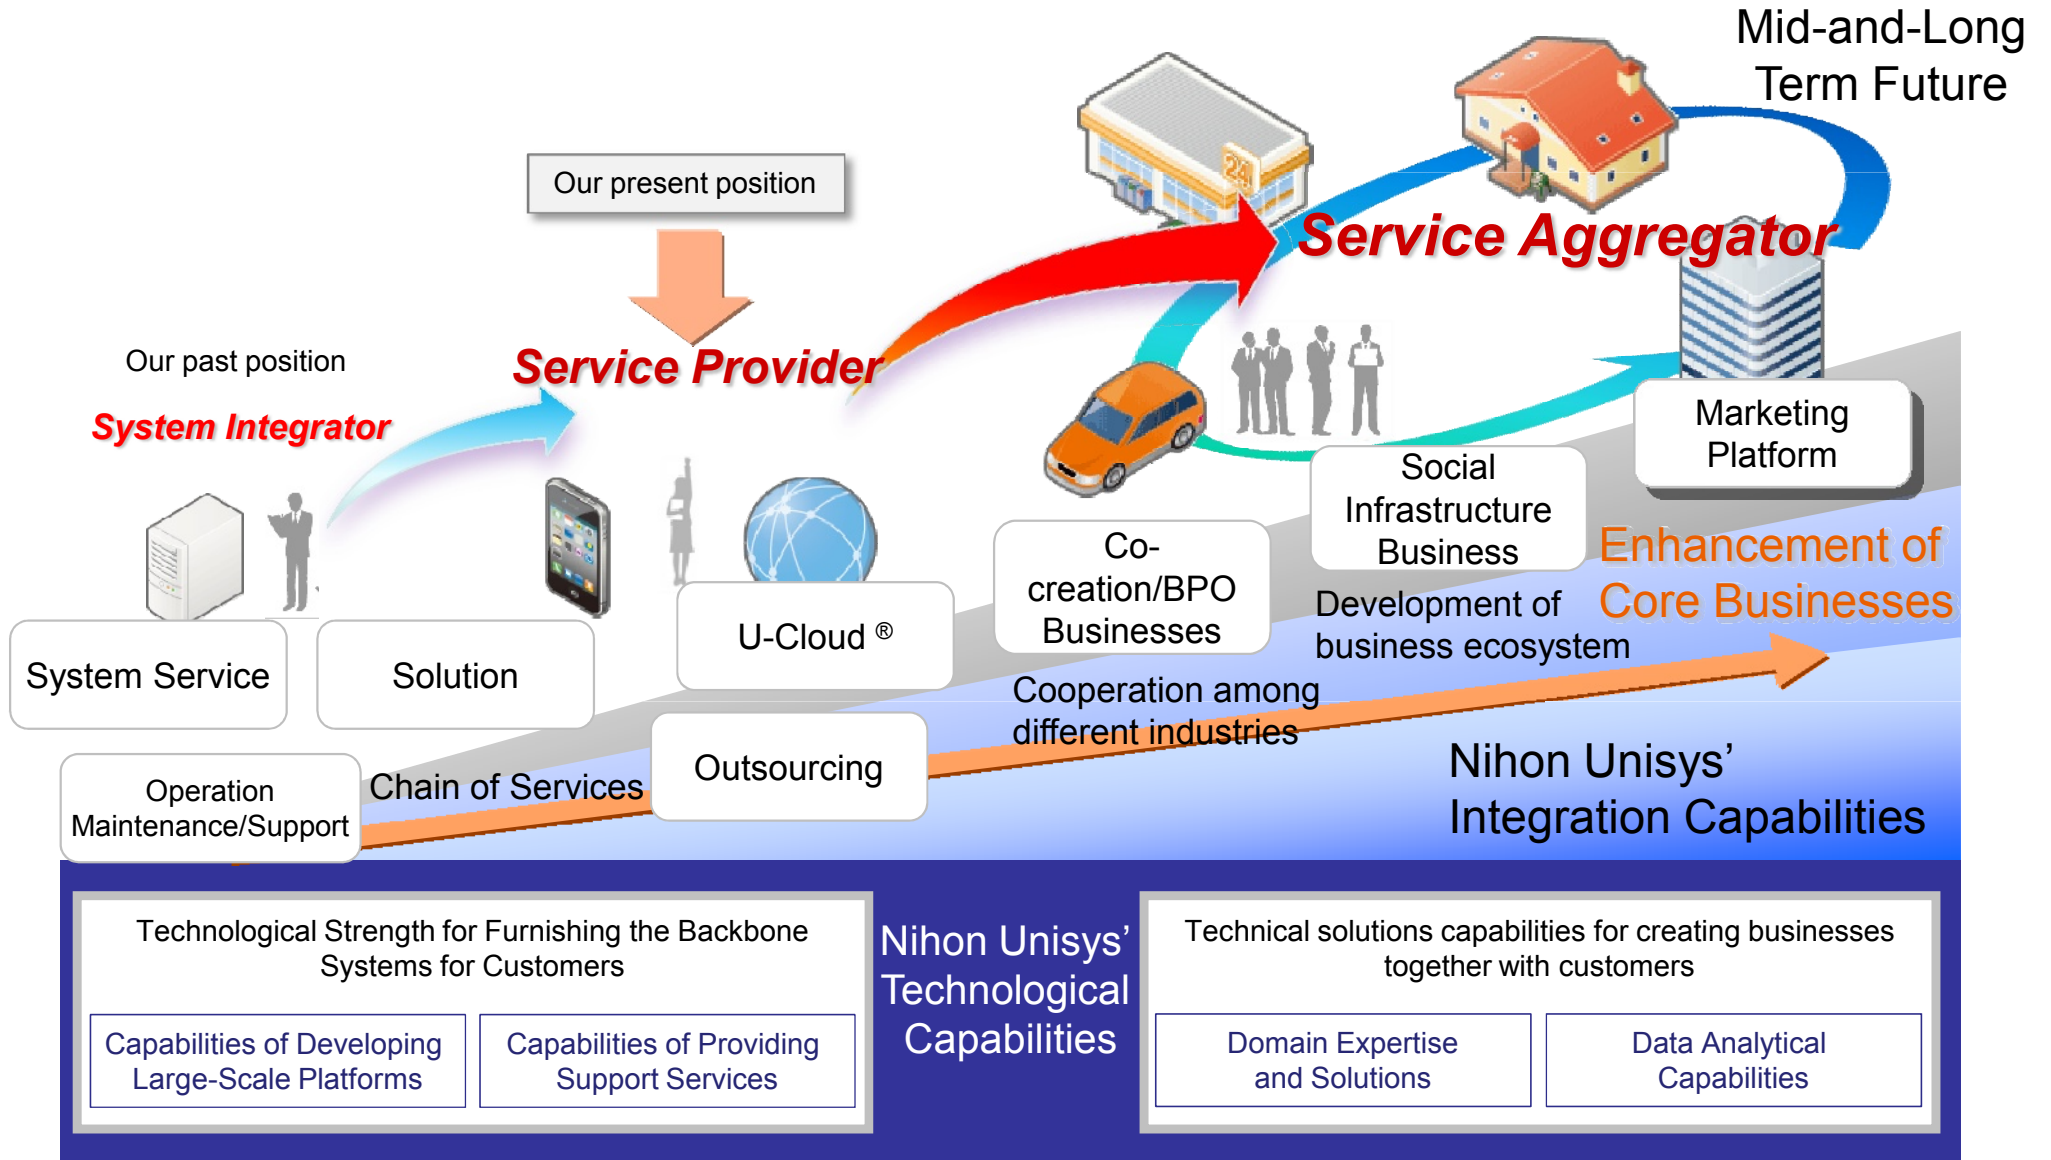 Mid-and-Long
Term Future
Our present position
24
Service Aggregator
Our past position
Service Provider
System Integrator
Marketing
Platform
Social
Infrastructure
Business
Enhancement of
Core Businesses
Co-
creation/BPO
Businesses
Development of
business ecosystem
U-Cloud ®
System Service
Solution
Cooperation among
different industries
Outsourcing
Chain of Services
Operation
Maintenance/Support
Nihon Unisys’
Integration Capabilities
Technological Strength for Furnishing the Backbone
Systems for Customers
Capabilities of Developing
Large-Scale Platforms
Capabilities of Providing
Support Services
Nihon Unisys’
Technological
Capabilities
Technical solutions capabilities for creating businesses
together with customers
Domain Expertise
and Solutions
Data Analytical
Capabilities